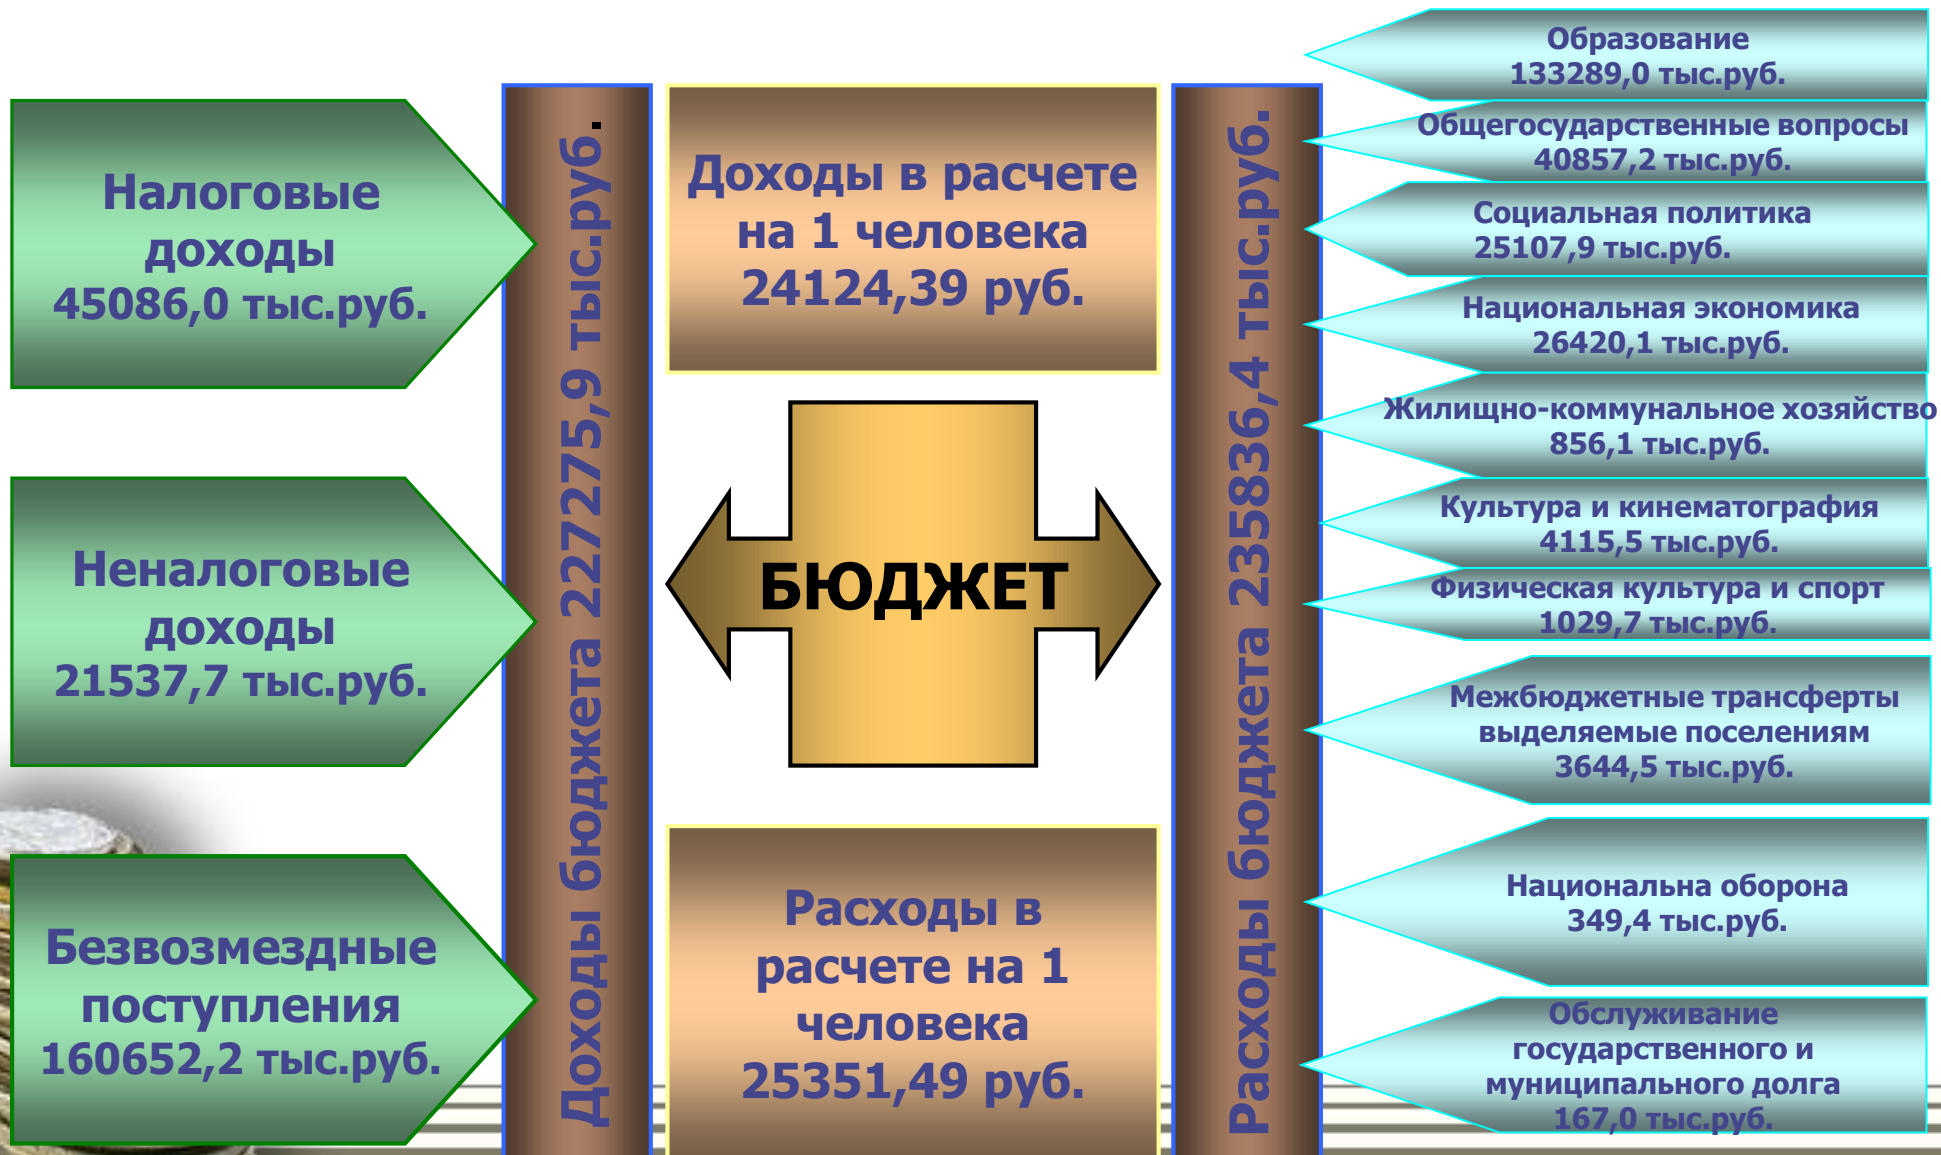 Налоговые
доходы
45086,0 тыс.руб.
Неналоговые
доходы
21537,7 тыс.руб.
Безвозмездные
поступления
160652,2 тыс.руб.
Доходы бюджета 227275,9 тыс.руб.
Доходы в расчете
на 1 человека
24124,39 руб.
БЮДЖЕТ
Расходы в
расчете на 1
человека
25351,49 руб.
Расходы бюджета 235836,4 тыс.руб.
Образование
133289,0 тыс.руб.
Общегосударственные вопросы
40857,2 тыс.руб.
Социальная политика
25107,9 тыс.руб.
Национальная экономика
26420,1 тыс.руб.
Жилищно-коммунальное хозяйство
856,1 тыс.руб.
Культура и кинематография
4115,5 тыс.руб.
Физическая культура и спорт
1029,7 тыс.руб.
Межбюджетные трансферты
выделяемые поселениям
3644,5 тыс.руб.
Национальна оборона
349,4 тыс.руб.
Обслуживание
государственного и
муниципального долга
167,0 тыс.руб.